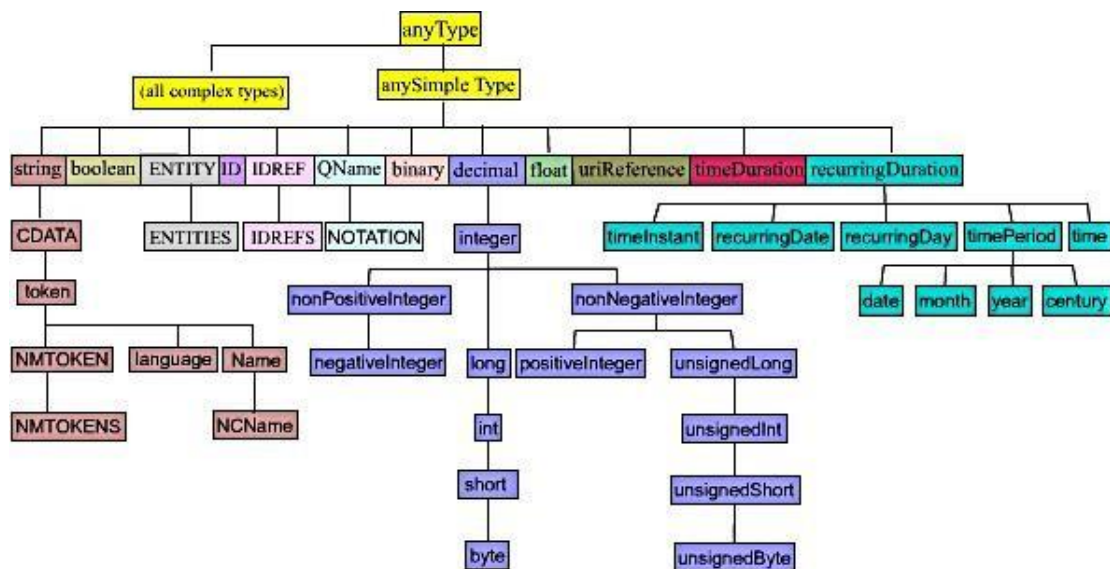 anyType
(all complex types) anySimple Type
string boolean ENTITY ID IDREF QName binary decimal float uriReference timeDuration recurringDuration
CDATA ENTITIES IDREFS NOTATION integer timeInstant recurringDate recurringDay timePeriod time
token nonPositiveInteger nonNegativeInteger date month year century
NMTOKEN language Name negativeInteger long positiveInteger unsignedLong
NMTOKENS NCName int unsignedInt
short unsignedShort
byte unsignedByte